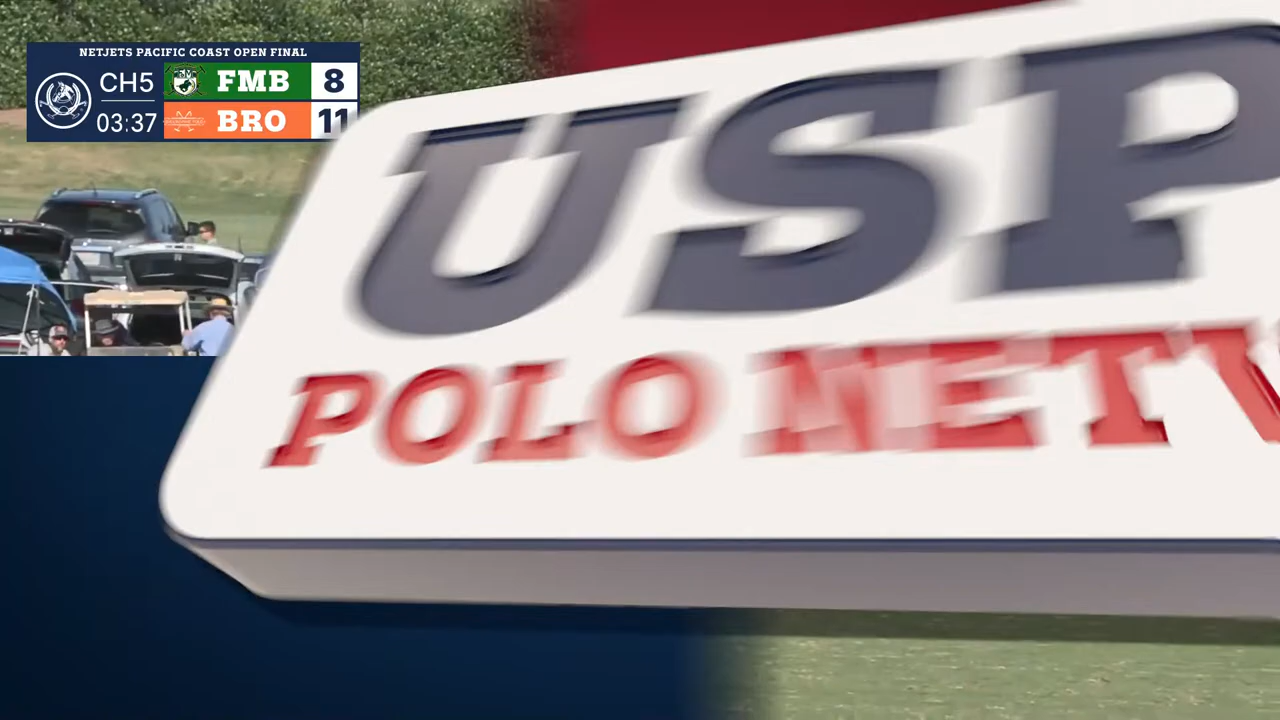 NETJETS PACIFIC COAST OPEN FINAL
CH5 FMB 8
03:37 BRO 11
USP
POLO NETW